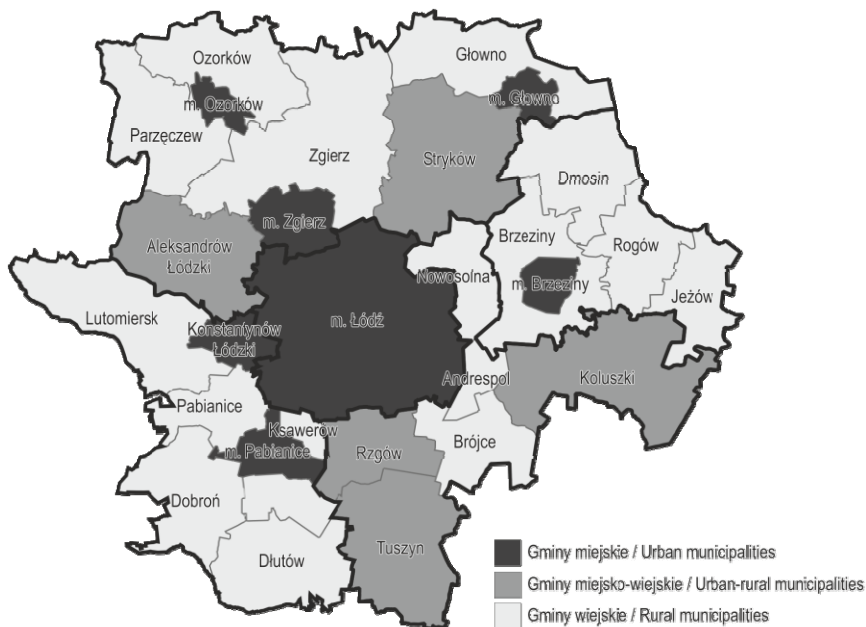 Ozorków
Głowno
m. Ozorków
m. Głowno
Parzęczew
Zgierz
Stryków
Dmosin
m. Zgierz
Brzeziny
Rogów
Aleksandrów
Łódzki
Nowosolna
m. Brzeziny
Jeżów
Lutomiersk
m. Łódź
Konstantynów
Łódzki
Andrespol
Koluszki
Pabianice
Ksawerów
Brójce
m. Pabianice
Rzgów
Dobroń
Tuszyn
Dłutów
Gminy miejskie / Urban municipalities
Gminy miejsko-wiejskie / Urban-rural municipalities
Gminy wiejskie / Rural municipalities